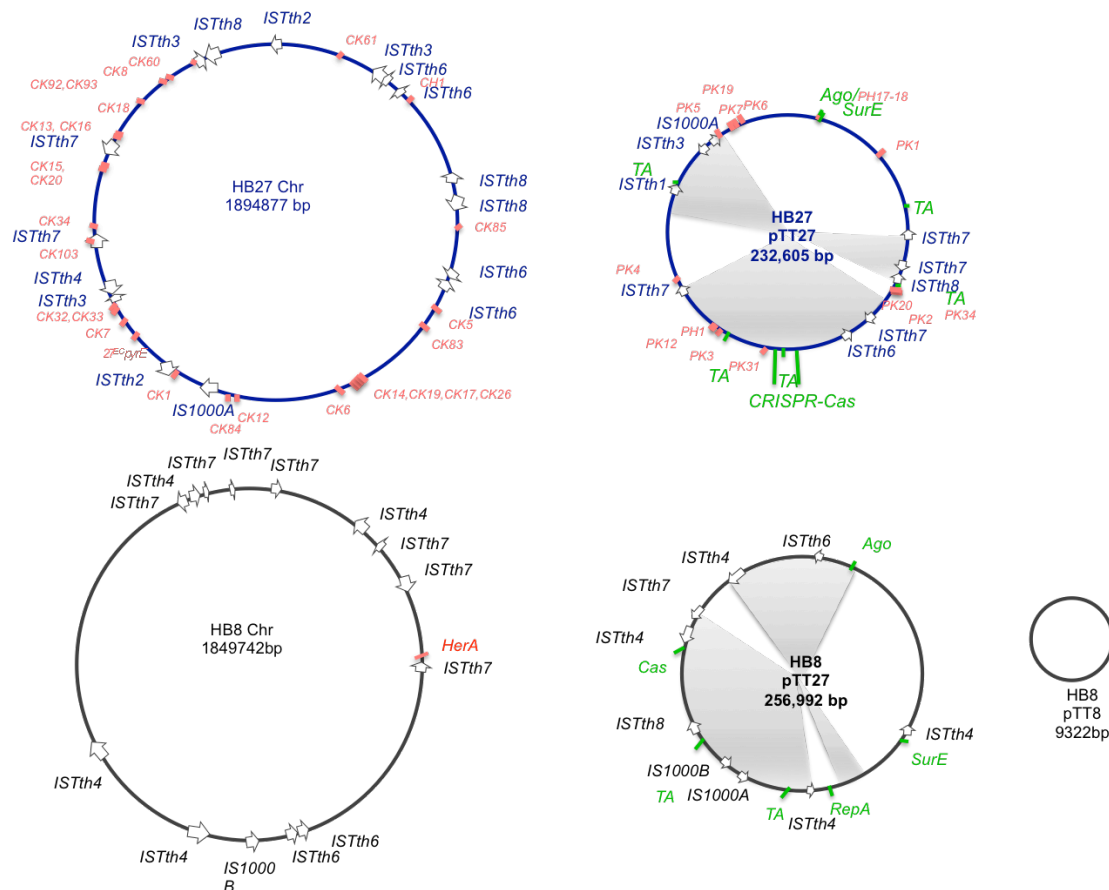 ISTth2
ISTth8
ISTth3
CK61
CK60
CK8
CK92,CK93
ISTth3
ISTth6
CH1
ISTth6
CK18
CK13, CK16
ISTth7
CK15,
CK20
HB27 Chr
1894877 bp
ISTth8
ISTth8
CK85
CK34
ISTth7
CK103
ISTth4
ISTth3
CK32,CK33
CK7
ISTth6
ISTth6
CK5
CK83
ISTth2
CK1
IS1000A
CK84
CK12
CK6
CK14,CK19,CK17,CK26
PK19
PK5
PK7
PK6
Ago/
SurE
PH17-18
IS1000A
ISTth3
PK1
TA
ISTth1
TA
HB27
pTT27
232,605 bp
ISTth7
ISTth7
ISTth8
TA
PK4
ISTth7
PK20
PK2
PK34
ISTth7
ISTth6
PH1
PK12
PK3
TA
PK31
TA
CRISPR-Cas
ISTth7
ISTth7
ISTth7
ISTth4
ISTth7
ISTth4
ISTth7
ISTth7
HB8 Chr
1849742bp
HerA
ISTth7
ISTth4
ISTth4
IS1000
B
ISTth6
ISTth6
ISTth6
Ago
ISTth4
ISTth7
ISTth4
Cas
HB8
pTT27
256,992 bp
ISTth8
ISTth4
SurE
IS1000B
TA
IS1000A
TA
RepA
ISTth4
HB8
pTT8
9322bp